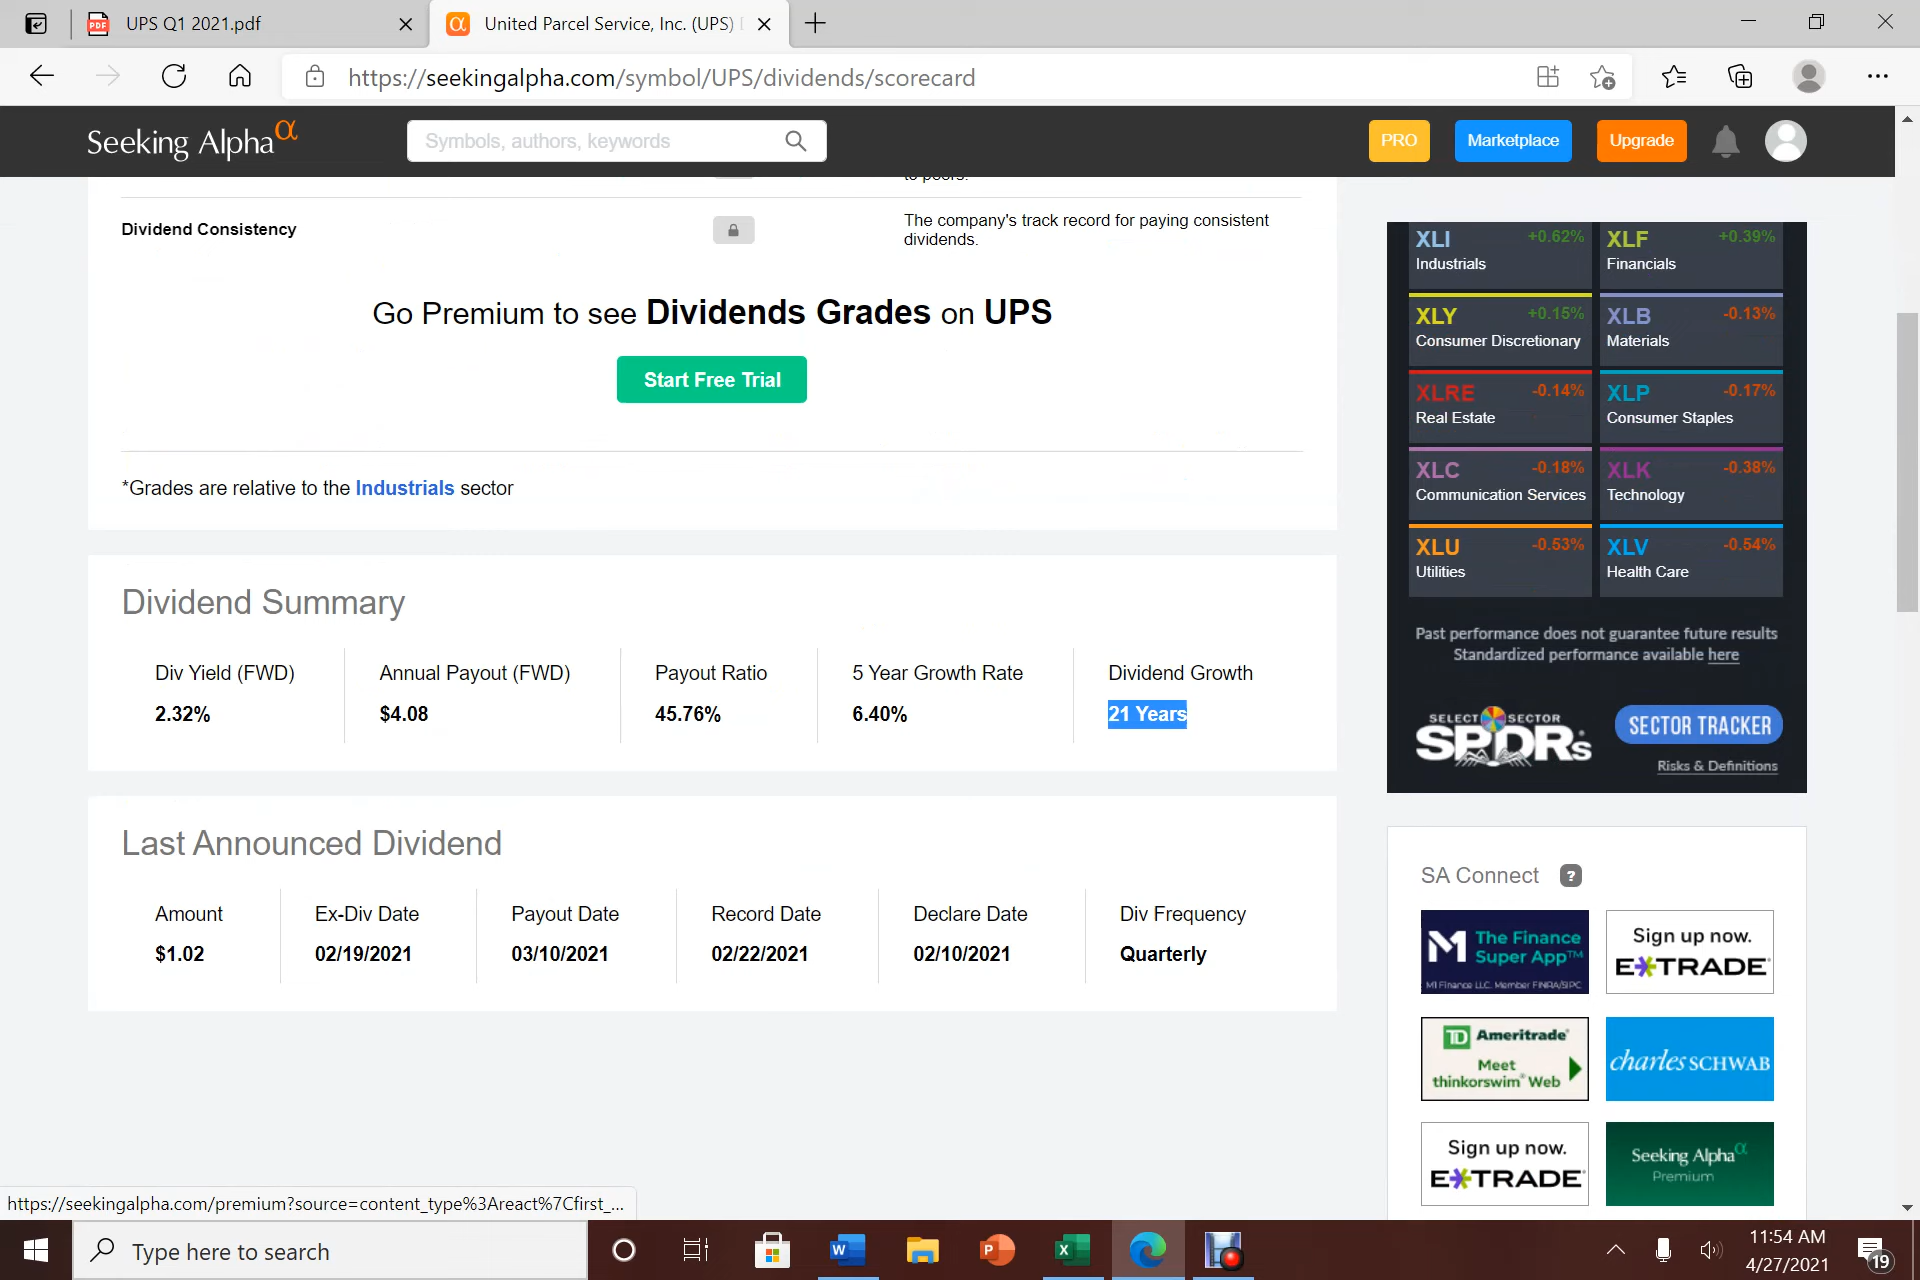 UPS Q1 2021.pdf
United Parcel Service, Inc. (UPS)
https://seekingalpha.com/symbol/UPS/dividends/scorecard
Seeking Alpha α
Symbols, authors, keywords
PRO
Marketplace
Upgrade
to peers.
Dividend Consistency
The company's track record for paying consistent
dividends.
Go Premium to see Dividends Grades on UPS
Start Free Trial
*Grades are relative to the Industrials sector
Dividend Summary
Div Yield (FWD) Annual Payout (FWD) Payout Ratio 5 Year Growth Rate Dividend Growth
2.32% $4.08 45.76% 6.40% 21 Years
Last Announced Dividend
Amount Ex-Div Date Payout Date Record Date Declare Date Div Frequency
$1.02 02/19/2021 03/10/2021 02/22/2021 02/10/2021 Quarterly
XLI +0.62% XLF +0.39%
Industrials Financials
XLY +0.15% XLB -0.13%
Consumer Discretionary Materials
XLRE -0.14% XLP -0.17%
Real Estate Consumer Staples
XLC -0.18% XLK -0.38%
Communication Services Technology
XLU -0.53% XLV -0.54%
Utilities Health Care
Past performance does not guarantee future results
Standardized performance available here
SELECT SECTOR
SPDRs
SECTOR TRACKER
Risks & Definitions
SA Connect ?
M1 The Finance
Super App™
M1 Finance LLC. Member FINRA/SIPC
Sign up now.
E*TRADE
TD Ameritrade
Meet
thinkorswim® Web
charles SCHWAB
Sign up now.
E*TRADE
Seeking Alpha α
Premium
https://seekingalpha.com/premium?source=content_type%3Areact%7Cfirst_...
Type here to search
11:54 AM
4/27/2021
19